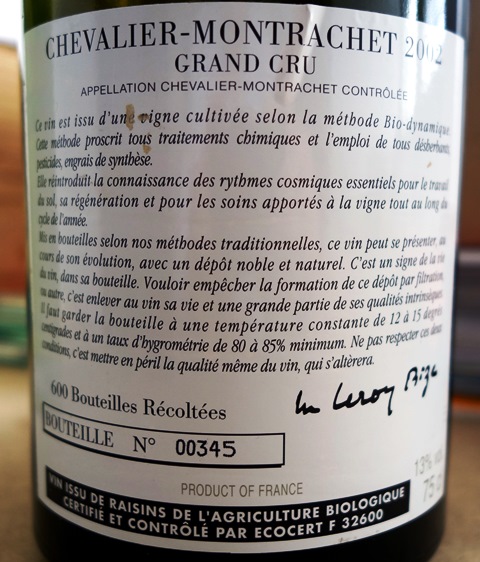 CHEVALIER-MONTRACHET 2002
GRAND CRU
APPELLATION CHEVALIER-MONTRACHET CONTRÔLÉE
Ce vin est issu d'une vigne cultivée selon la méthode Bio-dynamique.
Cette méthode proscrit tous traitements chimiques et l'emploi de tous désherbants,
pesticides, engrais de synthèse.
Elle réintroduit la connaissance des rythmes cosmiques essentiels pour le travail
du sol, sa régénération et pour les soins apportés à la vigne tout au long du
cycle de l'année.
Mis en bouteilles selon nos méthodes traditionnelles, ce vin peut se présenter, au
cours de son évolution, avec un dépôt noble et naturel. C'est un signe de la vie
du vin, dans sa bouteille. Vouloir empêcher la formation de ce dépôt par filtration,
ou autre, c'est enlever au vin sa vie et une grande partie de ses qualités intrinsèques.
Il faut garder la bouteille à une température constante de 12 à 15 degrés
centigrades et à un taux d'hygrométrie de 80 à 85% minimum. Ne pas respecter ces deux
conditions, c'est mettre en péril la qualité même du vin, qui s'altérera.
600 Bouteilles Récoltées
Leroy Bize
BOUTEILLE N° 00345
13% vol
75 cl
PRODUCT OF FRANCE
VIN ISSU DE RAISINS DE L'AGRICULTURE BIOLOGIQUE
CERTIFIÉ ET CONTRÔLÉ PAR ECOCERT F 32600